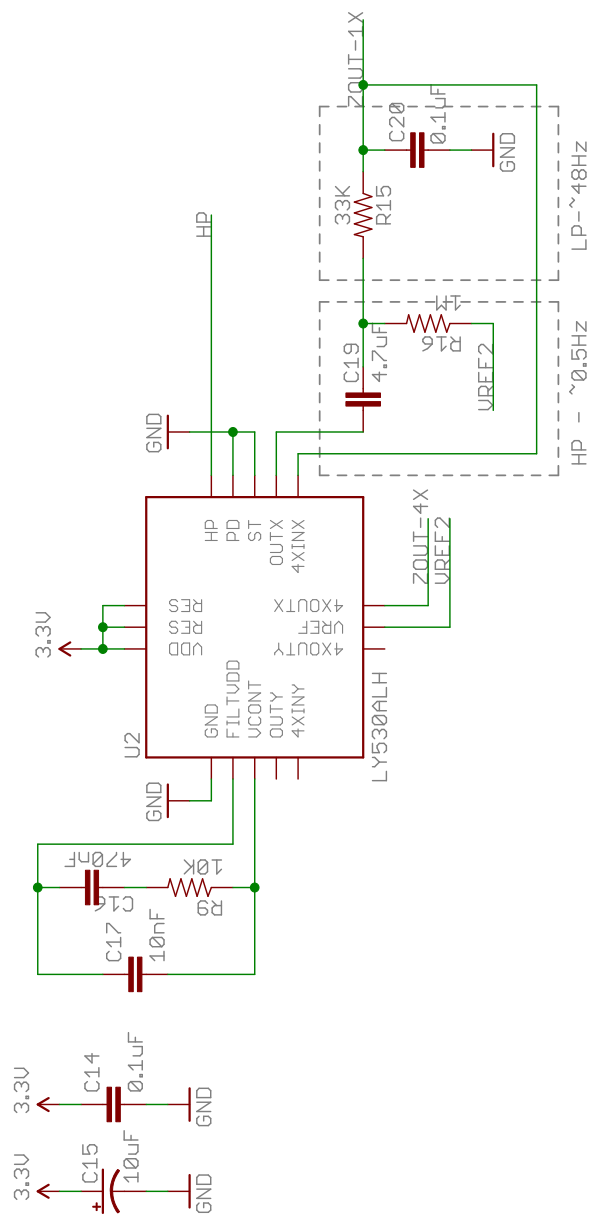 ZOUT-1X
C20
0.1uF
GND
33K
R15
LP-~48Hz
HP
1M
R16
C19
4.7uF
VREF2
HP - ~0.5Hz
GND
HP
PD
ST
OUTX
4XINX
ZOUT-4X
VREF2
3.3V
RES
RES
VDD
4XOUTX
VREF
4XOUTY
GND
FILTVDD
VCONT
OUTY
4XINY
U2
LY530ALH
GND
470nF
C16
10K
R9
C17
10nF
3.3V
C14
0.1uF
GND
3.3V
C15
10uF
+
GND